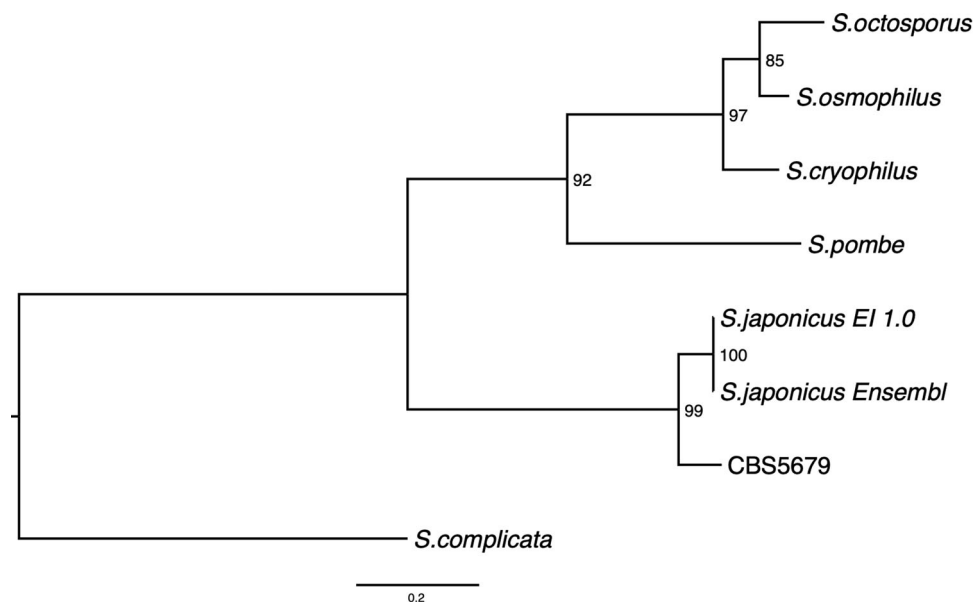 S.octosporus
85
S.osmophilus
97
S.cryophilus
92
S.pombe
S.japonicus EI 1.0
100
S.japonicus Ensembl
99
CBS5679
S.complicata
0.2